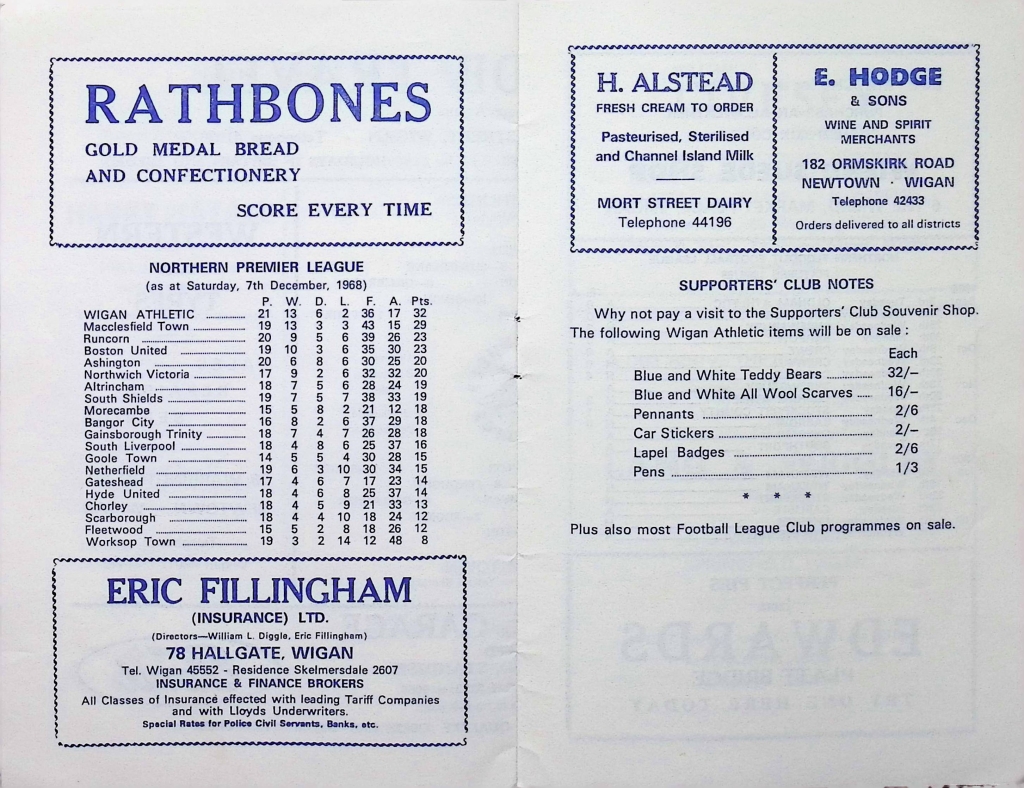 RATHBONES
GOLD MEDAL BREAD
AND CONFECTIONERY
SCORE EVERY TIME
NORTHERN PREMIER LEAGUE
(as at Saturday, 7th December, 1968)
P. W. D. L. F. A. Pts.
WIGAN ATHLETIC ............ 21 13 6 2 36 17 32
Macclesfield Town ............ 19 13 3 3 43 15 29
Runcorn ............ 20 9 5 6 39 26 23
Boston United ............ 19 10 3 6 35 30 23
Ashington ............ 20 6 8 6 30 25 20
Northwich Victoria ............ 17 9 2 6 32 32 20
Altrincham ............ 18 7 5 6 28 24 19
South Shields ............ 19 7 5 7 38 33 19
Morecambe ............ 15 5 8 2 21 12 18
Bangor City ............ 16 8 2 6 37 29 18
Gainsborough Trinity ............ 18 7 4 7 26 28 18
South Liverpool ............ 18 4 8 6 25 37 16
Goole Town ............ 14 5 5 4 30 28 15
Netherfield ............ 19 6 3 10 30 34 15
Gateshead ............ 17 4 6 7 17 23 14
Hyde United ............ 18 4 6 8 25 37 14
Chorley ............ 18 4 5 9 21 33 13
Scarborough ............ 18 4 4 10 18 24 12
Fleetwood ............ 15 5 2 8 18 26 12
Worksop Town ............ 19 3 2 14 12 48 8
ERIC FILLINGHAM
(INSURANCE) LTD.
(Directors—William L. Diggle, Eric Fillingham)
78 HALLGATE, WIGAN
Tel. Wigan 45552 - Residence Skelmersdale 2607
INSURANCE & FINANCE BROKERS
All Classes of Insurance effected with leading Tariff Companies
and with Lloyds Underwriters.
Special Rates for Police Civil Servants, Banks, etc.
H. ALSTEAD
FRESH CREAM TO ORDER
Pasteurised, Sterilised
and Channel Island Milk
MORT STREET DAIRY
Telephone 44196
E. HODGE
& SONS
WINE AND SPIRIT
MERCHANTS
182 ORMSKIRK ROAD
NEWTOWN · WIGAN
Telephone 42433
Orders delivered to all districts
SUPPORTERS' CLUB NOTES
Why not pay a visit to the Supporters' Club Souvenir Shop.
The following Wigan Athletic items will be on sale :
Each
Blue and White Teddy Bears ............ 32/–
Blue and White All Wool Scarves ..... 16/–
Pennants ............ 2/6
Car Stickers ............ 2/–
Lapel Badges ............ 2/6
Pens ............ 1/3
* * *
Plus also most Football League Club programmes on sale.